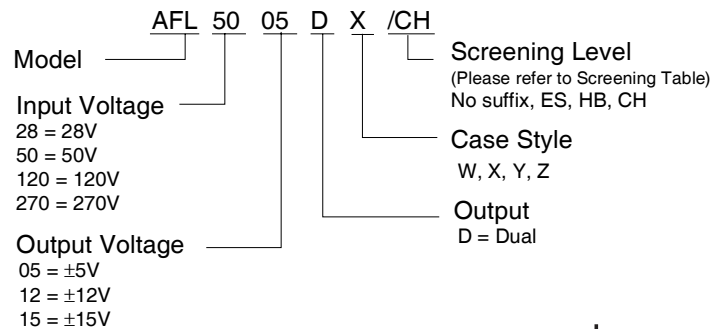 AFL 50 05 D X /CH
Model
Input Voltage
28 = 28V
50 = 50V
120 = 120V
270 = 270V
Output Voltage
05 = ±5V
12 = ±12V
15 = ±15V
Screening Level
(Please refer to Screening Table)
No suffix, ES, HB, CH
Case Style
W, X, Y, Z
Output
D = Dual